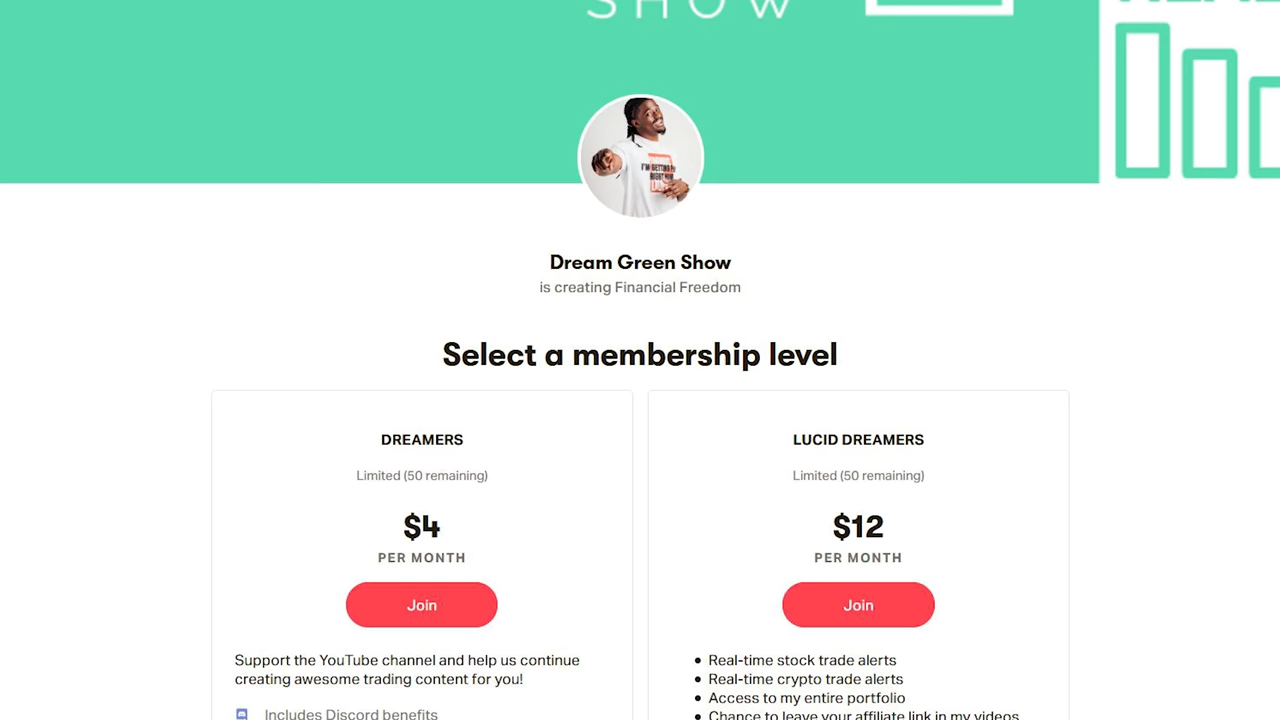 SHOW
Dream Green Show
is creating Financial Freedom
Select a membership level
DREAMERS
Limited (50 remaining)
$4
PER MONTH
Join
Support the YouTube channel and help us continue
creating awesome trading content for you!
Includes Discord benefits
LUCID DREAMERS
Limited (50 remaining)
$12
PER MONTH
Join
• Real-time stock trade alerts
• Real-time crypto trade alerts
• Access to my entire portfolio
• Chance to leave your affiliate link in my videos